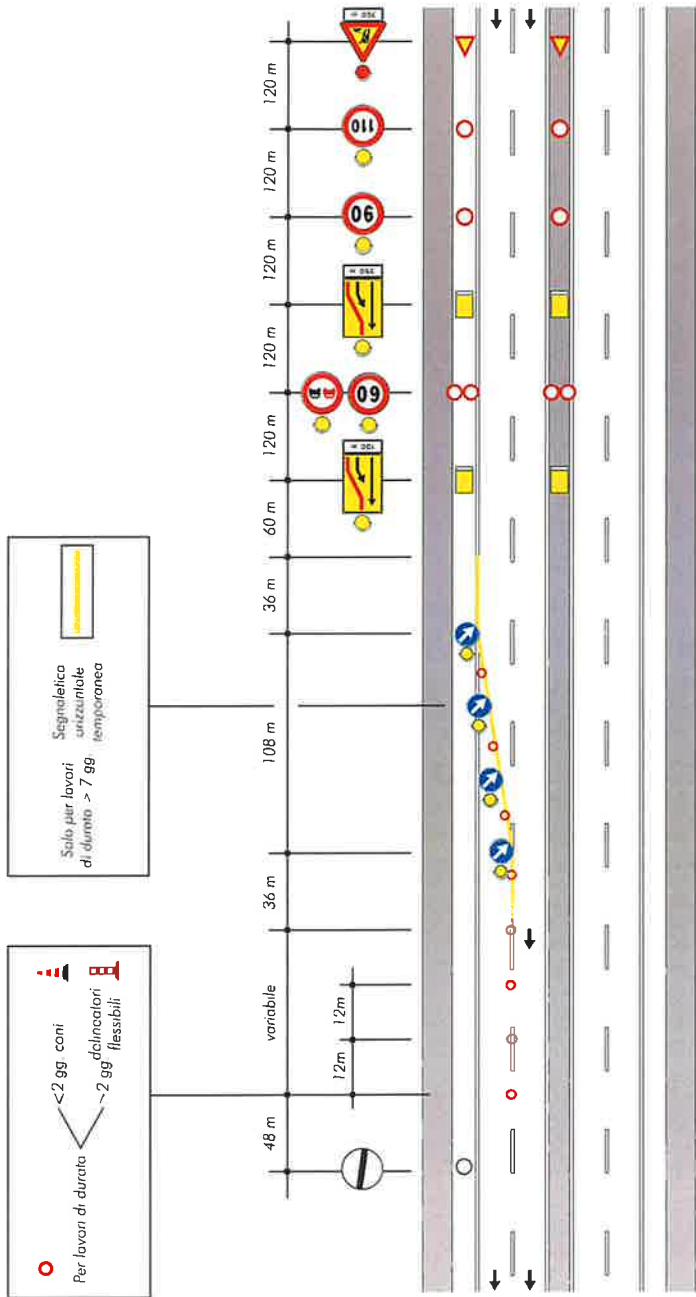 Per lavori di durata
<2 gg. coni
2 gg. delineatori
flessibili
Solo per lavori
di durata > 7 gg.
Segnaletica
orizzontale
temporanea
48 m
variabile
36 m
108 m
36 m
60 m
120 m
120 m
120 m
120 m
120 m
12m
12m
60
90
110